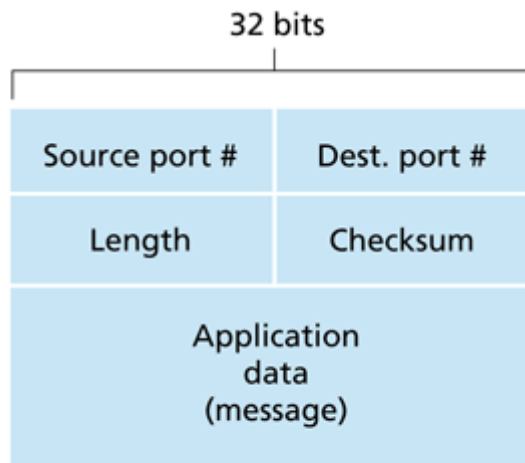 32 bits
Source port #
Dest. port #
Length
Checksum
Application
data
(message)